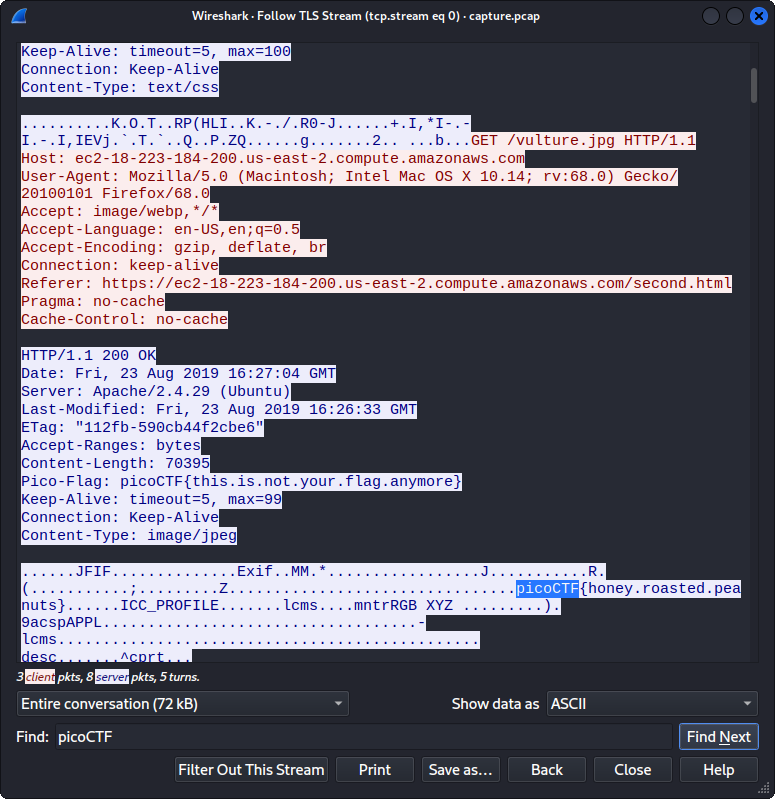 Wireshark · Follow TLS Stream (tcp.stream eq 0) · capture.pcap
Keep-Alive: timeout=5, max=100
Connection: Keep-Alive
Content-Type: text/css
..........K.O.T..RP(HLI..K.-./.R0-J......+.I,*I-.-
I.-.I,IEVj.`.T.`..Q..P.ZQ......g.......2.. ...b...GET /vulture.jpg HTTP/1.1
Host: ec2-18-223-184-200.us-east-2.compute.amazonaws.com
User-Agent: Mozilla/5.0 (Macintosh; Intel Mac OS X 10.14; rv:68.0) Gecko/
20100101 Firefox/68.0
Accept: image/webp,*/*
Accept-Language: en-US,en;q=0.5
Accept-Encoding: gzip, deflate, br
Connection: keep-alive
Referer: https://ec2-18-223-184-200.us-east-2.compute.amazonaws.com/second.html
Pragma: no-cache
Cache-Control: no-cache
HTTP/1.1 200 OK
Date: Fri, 23 Aug 2019 16:27:04 GMT
Server: Apache/2.4.29 (Ubuntu)
Last-Modified: Fri, 23 Aug 2019 16:26:33 GMT
ETag: "112fb-590cb44f2cbe6"
Accept-Ranges: bytes
Content-Length: 70395
Pico-Flag: picoCTF{this.is.not.your.flag.anymore}
Keep-Alive: timeout=5, max=99
Connection: Keep-Alive
Content-Type: image/jpeg
......JFIF..............Exif..MM.*.................J...........R.
(...........;.........Z................................picoCTF{honey.roasted.pea
nuts}......ICC_PROFILE.......lcms....mntrRGB XYZ .........).
9acspAPPL...................................-
lcms...............................................
desc.......^cprt...
3 client pkts, 8 server pkts, 5 turns.
Entire conversation (72 kB)
Show data as ASCII
Find: picoCTF
Find Next
Filter Out This Stream
Print
Save as…
Back
Close
Help